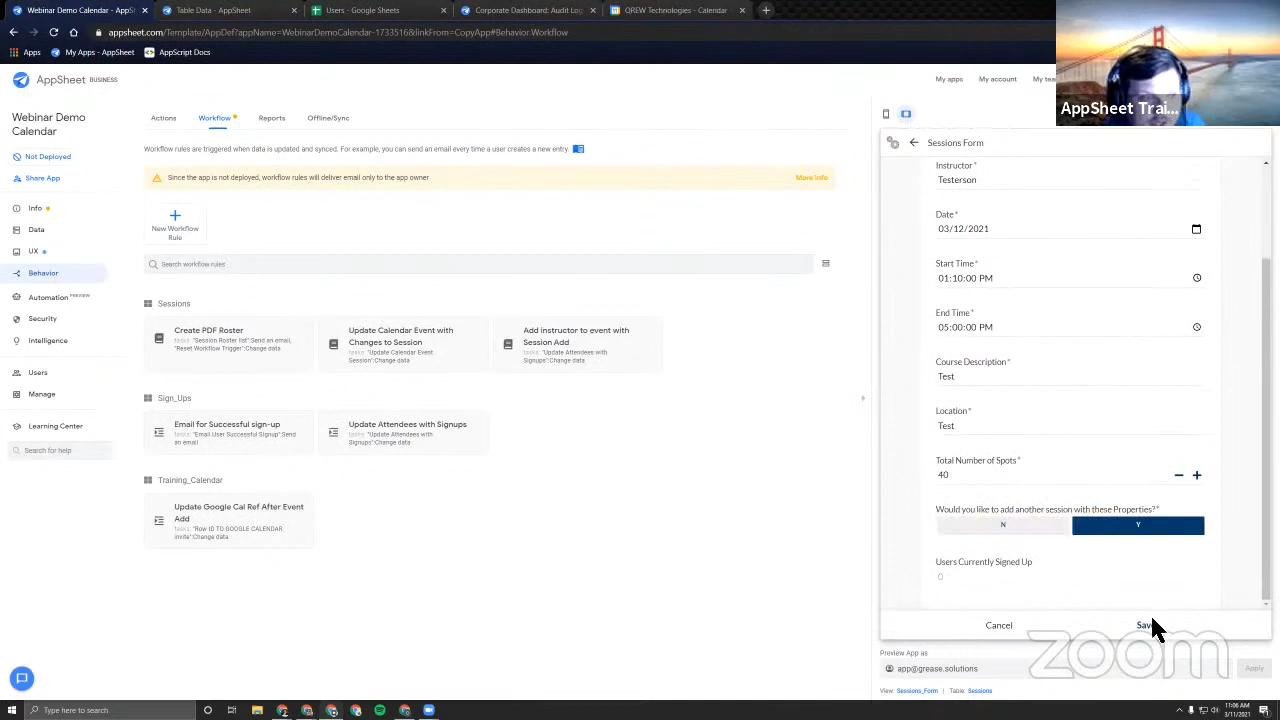 Table Data - AppSheet
Users - Google Sheets
Corporate Dashboard: Audit Log
QREW Technologies - Calendar
appsheet.com/Template/AppDef?appName=WebinarDemoCalendar-1733516&linkFrom=CopyApp#Behavior.Workflow
Apps
My Apps - AppSheet
AppScript Docs
AppSheet BUSINESS
My apps
My account
My tea
AppSheet Trai...
Webinar Demo
Calendar
Not Deployed
Share App
Info
Data
UX
Behavior
Automation PREVIEW
Security
Intelligence
Users
Manage
Learning Center
Search for help
Actions
Workflow
Reports
Offline/Sync
Workflow rules are triggered when data is updated and synced. For example, you can send an email every time a user creates a new entry.
Since the app is not deployed, workflow rules will deliver email only to the app owner
More info
New Workflow
Rule
Search workflow rules
Sessions
Create PDF Roster
tasks: "Session Roster list":Send an email,
"Reset Workflow Trigger":Change data
Update Calendar Event with
Changes to Session
tasks: "Update Calendar Event
Session":Change data
Add instructor to event with
Session Add
tasks: "Update Attendees with
Signups":Change data
Sign_Ups
Email for Successful sign-up
tasks: "Email User Successful Signup":Send
an email
Update Attendees with Signups
tasks: "Update Attendees with
Signups":Change data
Training_Calendar
Update Google Cal Ref After Event
Add
tasks: "Row ID TO GOOGLE CALENDAR
invite":Change data
Sessions Form
Instructor*
Testerson
Date*
03/12/2021
Start Time*
01:10:00 PM
End Time*
05:00:00 PM
Course Description*
Test
Location*
Test
Total Number of Spots*
40
Would you like to add another session with these Properties?*
N
Y
Users Currently Signed Up
0
Cancel
Save
zoom
Preview App as
app@grease.solutions
Apply
View: Sessions_Form | Table: Sessions
Type here to search
11:06 AM
3/11/2021